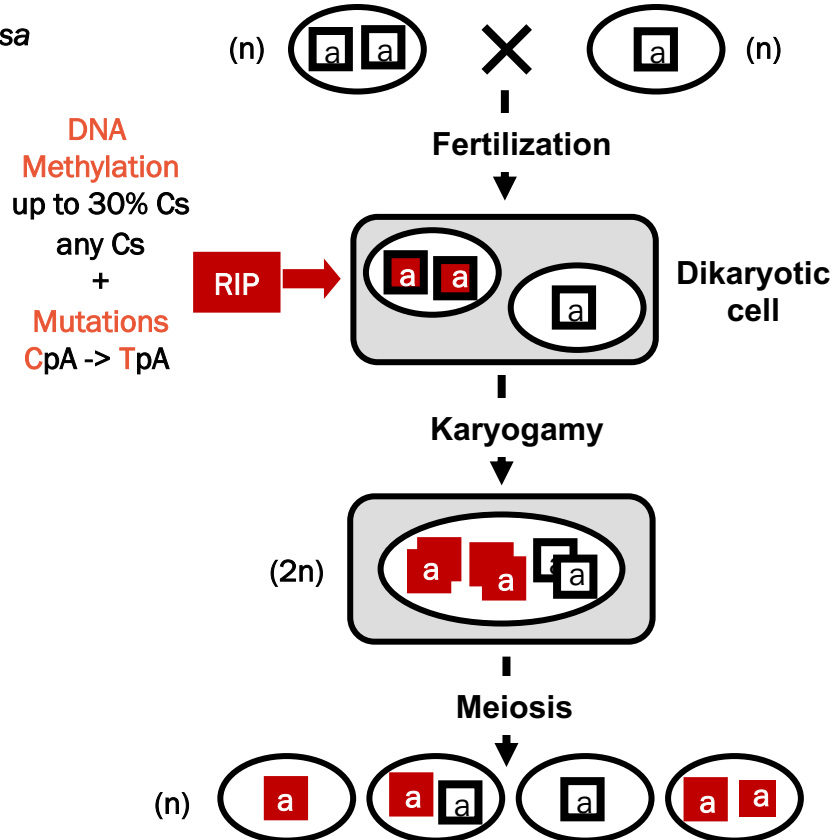 sa
(n) a a a (n)
Fertilization
DNA
Methylation
up to 30% Cs
any Cs
+
Mutations
CpA -> TpA
RIP
a a
a
Dikaryotic
cell
Karyogamy
(2n)
a a a a
Meiosis
(n) a a a a a a